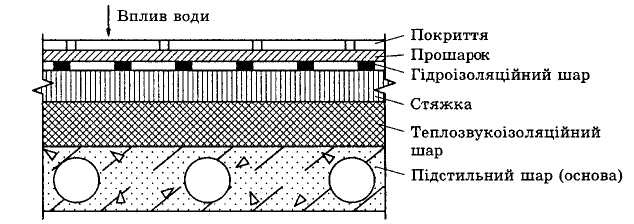 Вплив води
Покриття
Прошарок
Гідроізоляційний шар
Стяжка
Теплозвукоізоляційний
шар
Підстильний шар (основа)